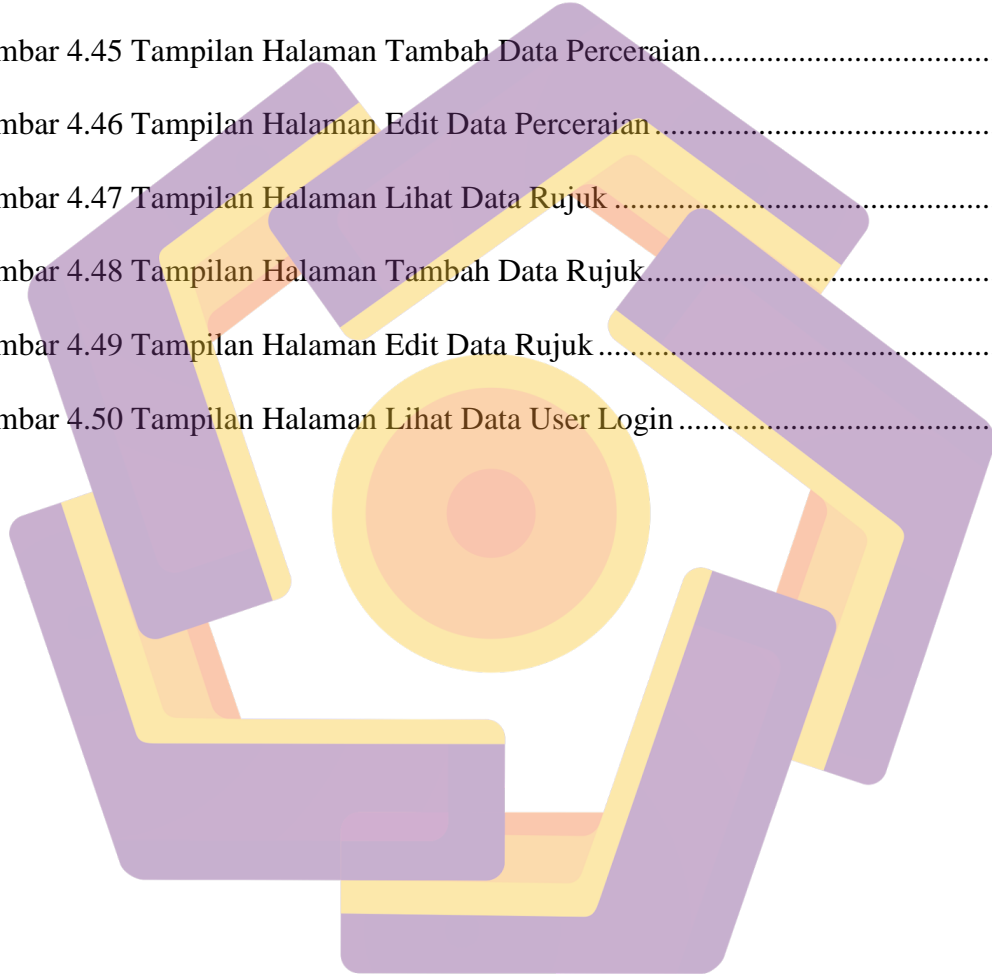 mbar 4.45 Tampilan Halaman Tambah Data Perceraian....................................
mbar 4.46 Tampilan Halaman Edit Data Perceraian..........................................
mbar 4.47 Tampilan Halaman Lihat Data Rujuk...............................................
mbar 4.48 Tampilan Halaman Tambah Data Rujuk...........................................
mbar 4.49 Tampilan Halaman Edit Data Rujuk.................................................
mbar 4.50 Tampilan Halaman Lihat Data User Login.......................................